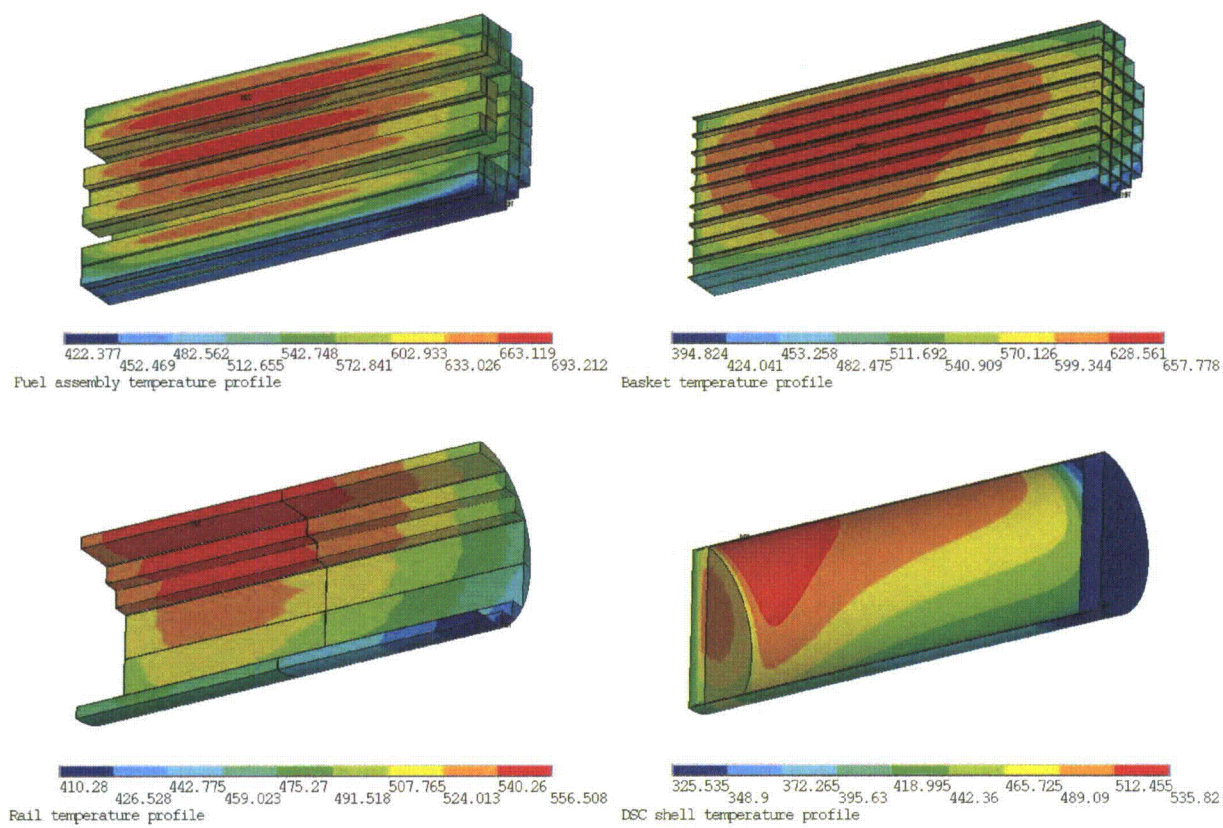 422.377 482.562 542.748 602.933 663.119
452.469 512.655 572.841 633.026 693.212
Fuel assembly temperature profile
394.824 453.258 511.692 570.126 628.561
424.041 482.475 540.909 599.344 657.778
Basket temperature profile
410.28 442.775 475.27 507.765 540.26
426.528 459.023 491.518 524.013 556.508
Rail temperature profile
325.535 372.265 418.995 465.725 512.455
348.9 395.63 442.36 489.09 535.82
DSC shell temperature profile